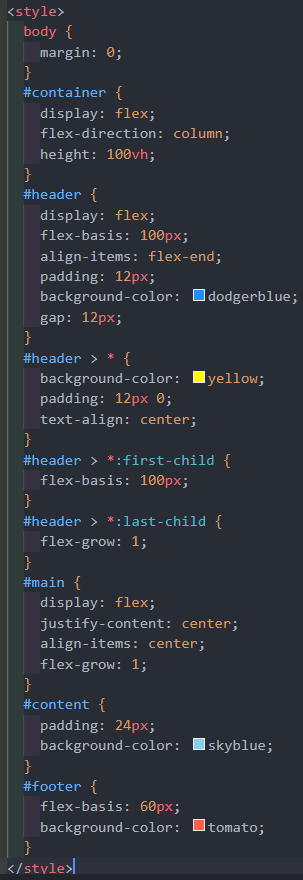 <style>
body {
margin: 0;
}
#container {
display: flex;
flex-direction: column;
height: 100vh;
}
#header {
display: flex;
flex-basis: 100px;
align-items: flex-end;
padding: 12px;
background-color: dodgerblue;
gap: 12px;
}
#header > * {
background-color: yellow;
padding: 12px 0;
text-align: center;
}
#header > *:first-child {
flex-basis: 100px;
}
#header > *:last-child {
flex-grow: 1;
}
#main {
display: flex;
justify-content: center;
align-items: center;
flex-grow: 1;
}
#content {
padding: 24px;
background-color: skyblue;
}
#footer {
flex-basis: 60px;
background-color: tomato;
}
</style>